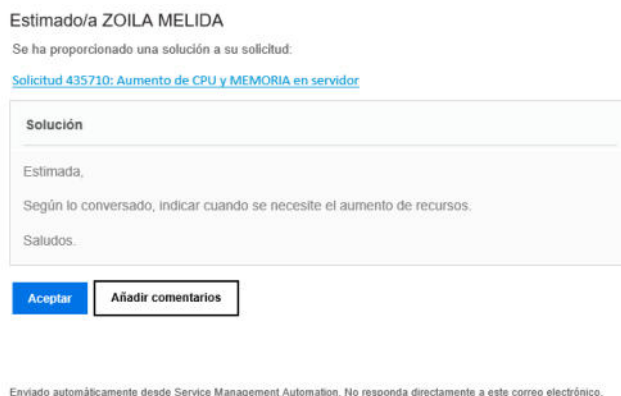 Estimado/a ZOILA MELIDA
Se ha proporcionado una solución a su solicitud:
Solicitud 435710: Aumento de CPU y MEMORIA en servidor
Solución
Estimada,
Según lo conversado, indicar cuando se necesite el aumento de recursos.
Saludos.
Aceptar
Añadir comentarios
Enviado automáticamente desde Service Management Automation. No responda directamente a este correo electrónico.